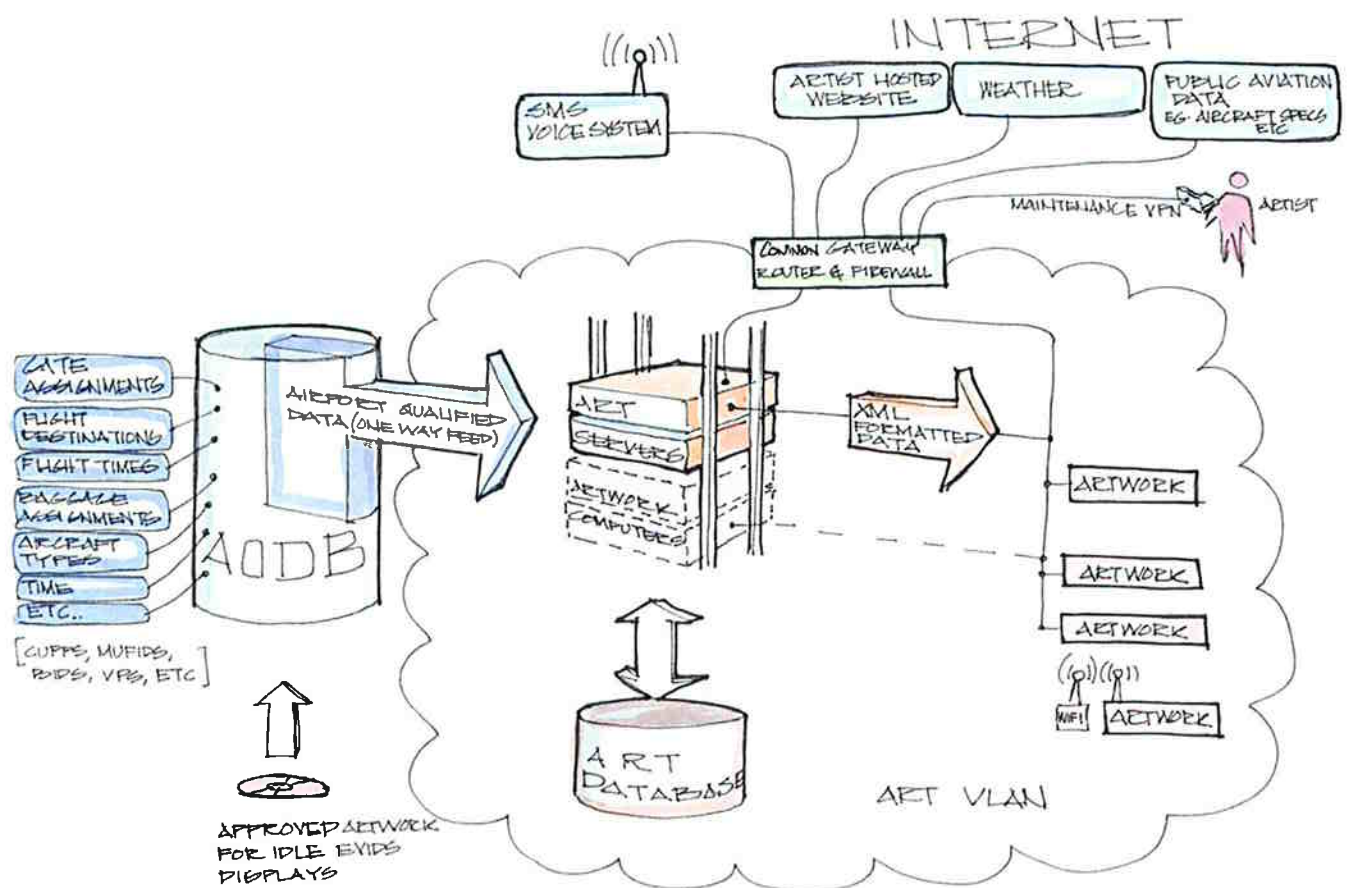 INTERNET
SMS
VOICE SYSTEM
ARTIST HOSTED
WEBSITE
WEATHER
PUBLIC AVIATION
DATA
EG. AIRCRAFT SPECS
ETC
MAINTENANCE VPN
ARTIST
COMMON GATEWAY
ROUTER & FIREWALL
GATE
ASSIGNMENTS
FLIGHT
DESTINATIONS
FLIGHT TIMES
BAGGAGE
ASSIGNMENTS
AIRCRAFT
TYPES
TIME
ETC..
[CUPPS, MUFIDS,
BIDS, VPS, ETC]
AODB
AIRPORT QUALIFIED
DATA (ONE WAY FEED)
ART
SERVERS
ARTWORK
COMPUTERS
XML
FORMATTED
DATA
ARTWORK
ARTWORK
ARTWORK
WIFI
ARTWORK
ART
DATABASE
ART VLAN
APPROVED ARTWORK
FOR IDLE EVIDS
DISPLAYS